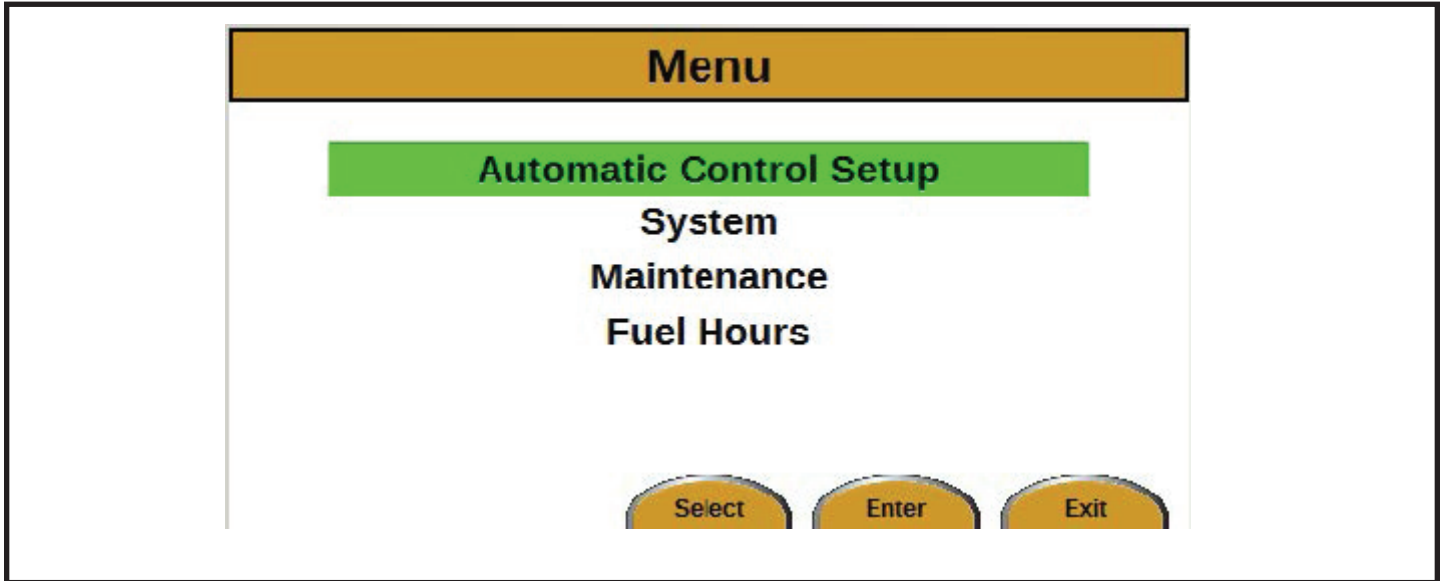 Menu
Automatic Control Setup
System
Maintenance
Fuel Hours
Select Enter Exit